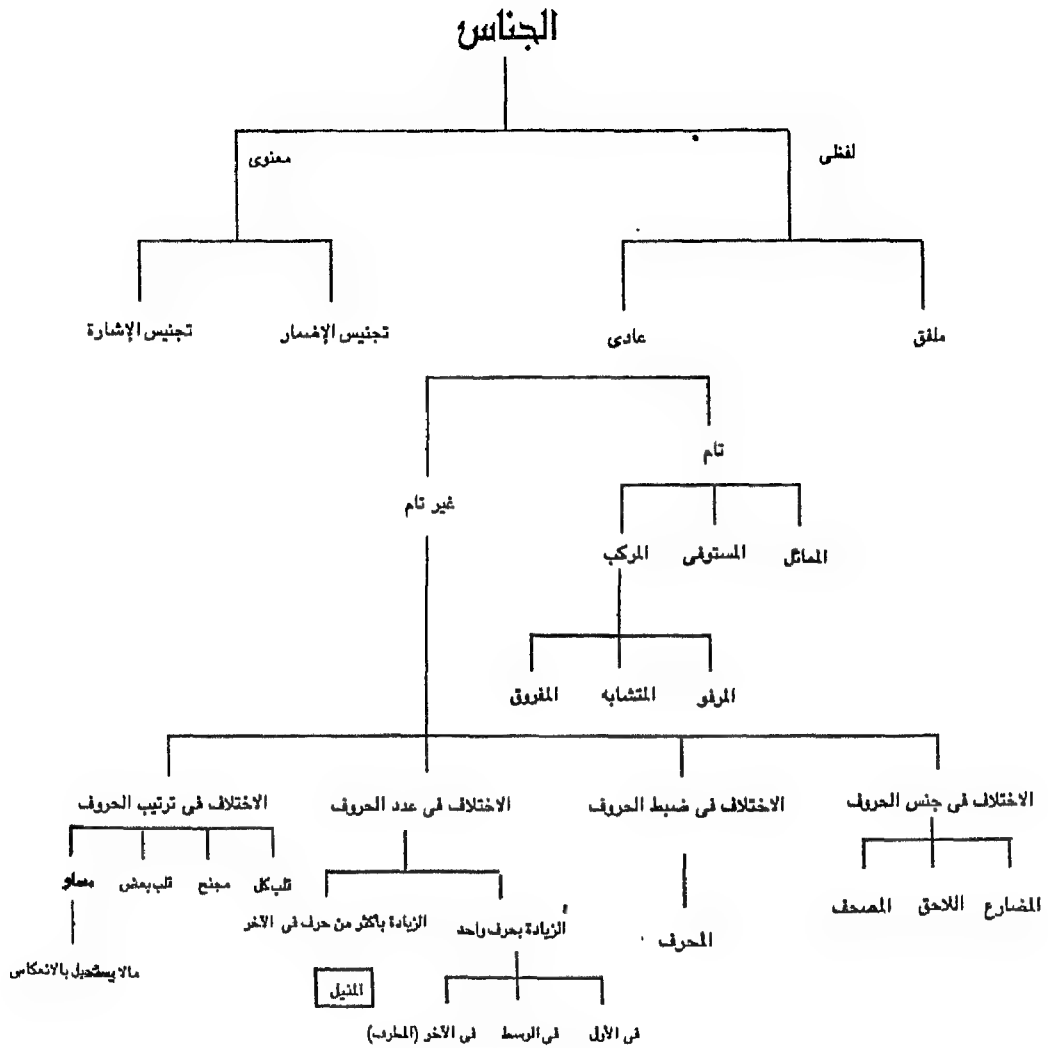 الجناس
لفظى
معنوى
ملفق
عادى
تجنيس الإضمار
تجنيس الإشارة
تام
غير تام
المماثل
المستوفى
المركب
المرفو
المتشابه
المفروق
الاختلاف فى جنس الحروف
الاختلاف فى ضبط الحروف
الاختلاف فى عدد الحروف
الاختلاف فى ترتيب الحروف
المضارع
اللاحق
المصحف
المحرف
الزيادة بحرف واحد
الزيادة بأكثر من حرف فى الآخر
قلب كل
مجنح
قلب بعض
مستو
المذيل
فى الأول
فى الوسط
فى الآخر (المطرف)
مالا يستحيل بالانعكاس